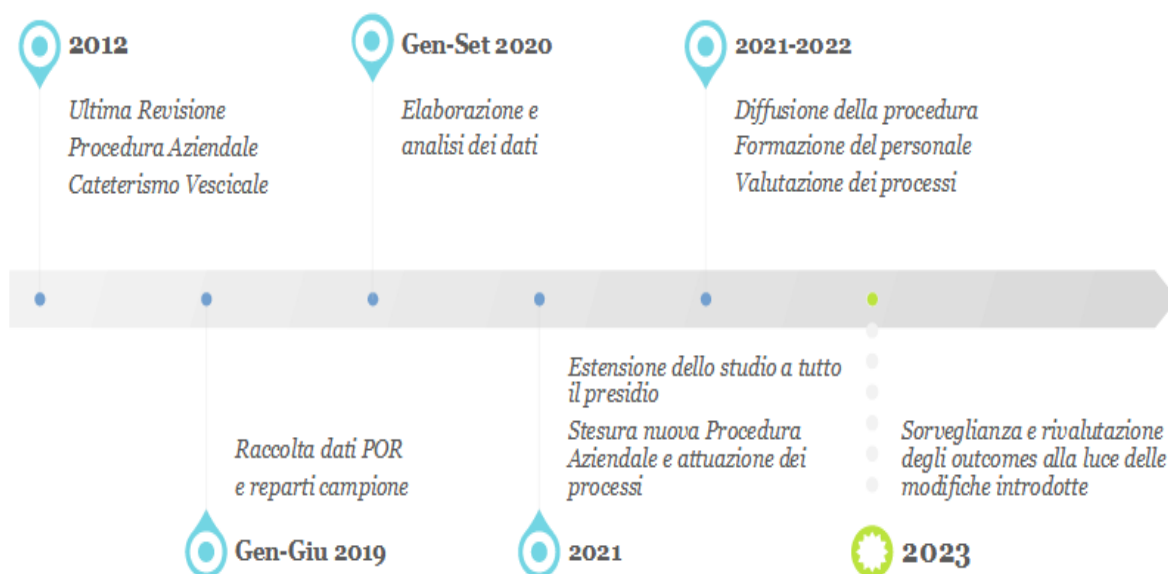 2012
Ultima Revisione
Procedura Aziendale
Cateterismo Vescicale
Gen-Set 2020
Elaborazione e
analisi dei dati
2021-2022
Diffusione della procedura
Formazione del personale
Valutazione dei processi
Raccolta dati POR
e reparti campione
Gen-Giu 2019
Estensione dello studio a tutto
il presidio
Stesura nuova Procedura
Aziendale e attuazione dei
processi
2021
Sorveglianza e rivalutazione
degli outcomes alla luce delle
modifiche introdotte
2023